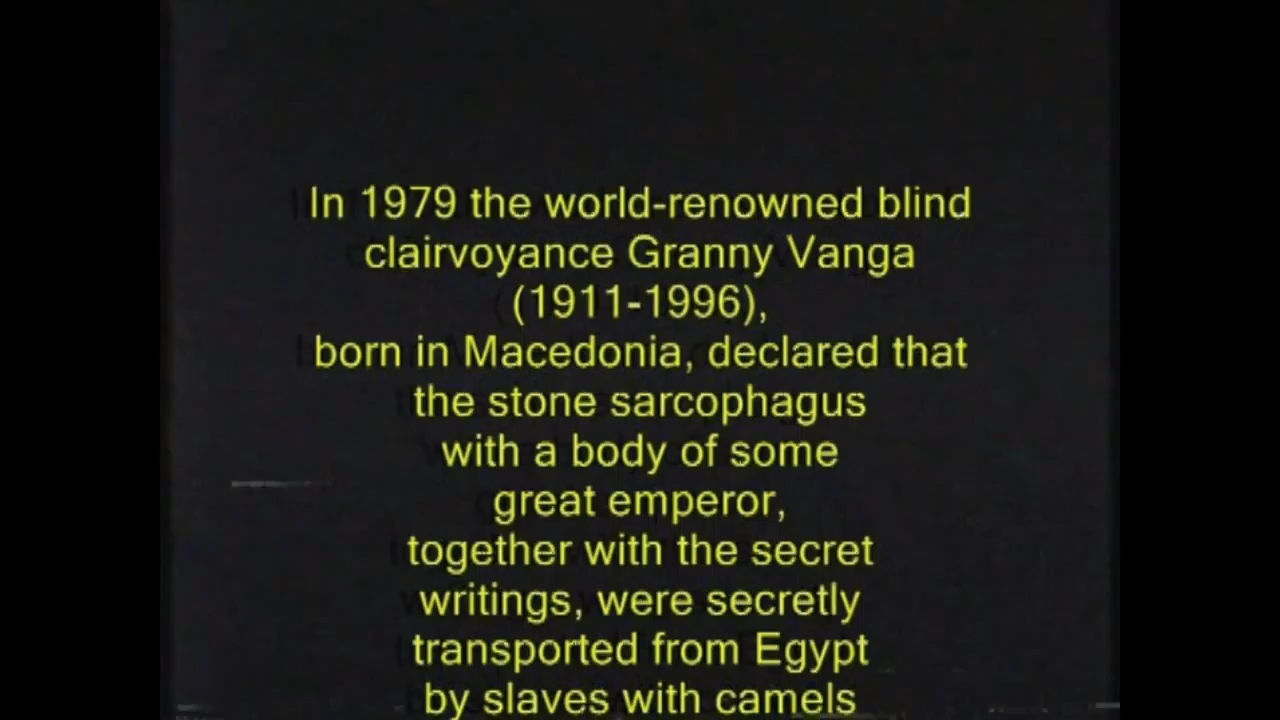 In 1979 the world-renowned blind
clairvoyance Granny Vanga
(1911-1996),
born in Macedonia, declared that
the stone sarcophagus
with a body of some
great emperor,
together with the secret
writings, were secretly
transported from Egypt
by slaves with camels